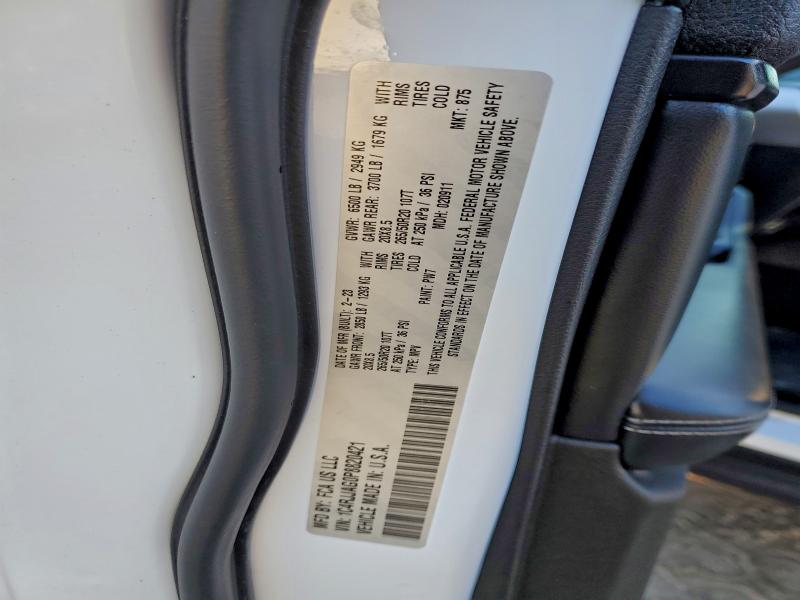 MFD BY: FCA US LLC
DATE OF MFR (BUILT): 2-23
GVWR: 6500 LB / 2949 KG
GAWR FRONT: 2850 LB / 1293 KG WITH
20X8.5 RIMS
265/50R20 107T TIRES
AT 250 kPa / 36 PSI COLD
GAWR REAR: 3700 LB / 1679 KG WITH
20X8.5 RIMS
265/50R20 107T TIRES
AT 250 kPa / 36 PSI COLD
VIN: 1C4RJJAG0P8820421
TYPE: MPV
PAINT: PW7
MDH: 020911
MKT: 875
VEHICLE MADE IN: U.S.A.
THIS VEHICLE CONFORMS TO ALL APPLICABLE U.S.A. FEDERAL MOTOR VEHICLE SAFETY
STANDARDS IN EFFECT ON THE DATE OF MANUFACTURE SHOWN ABOVE.